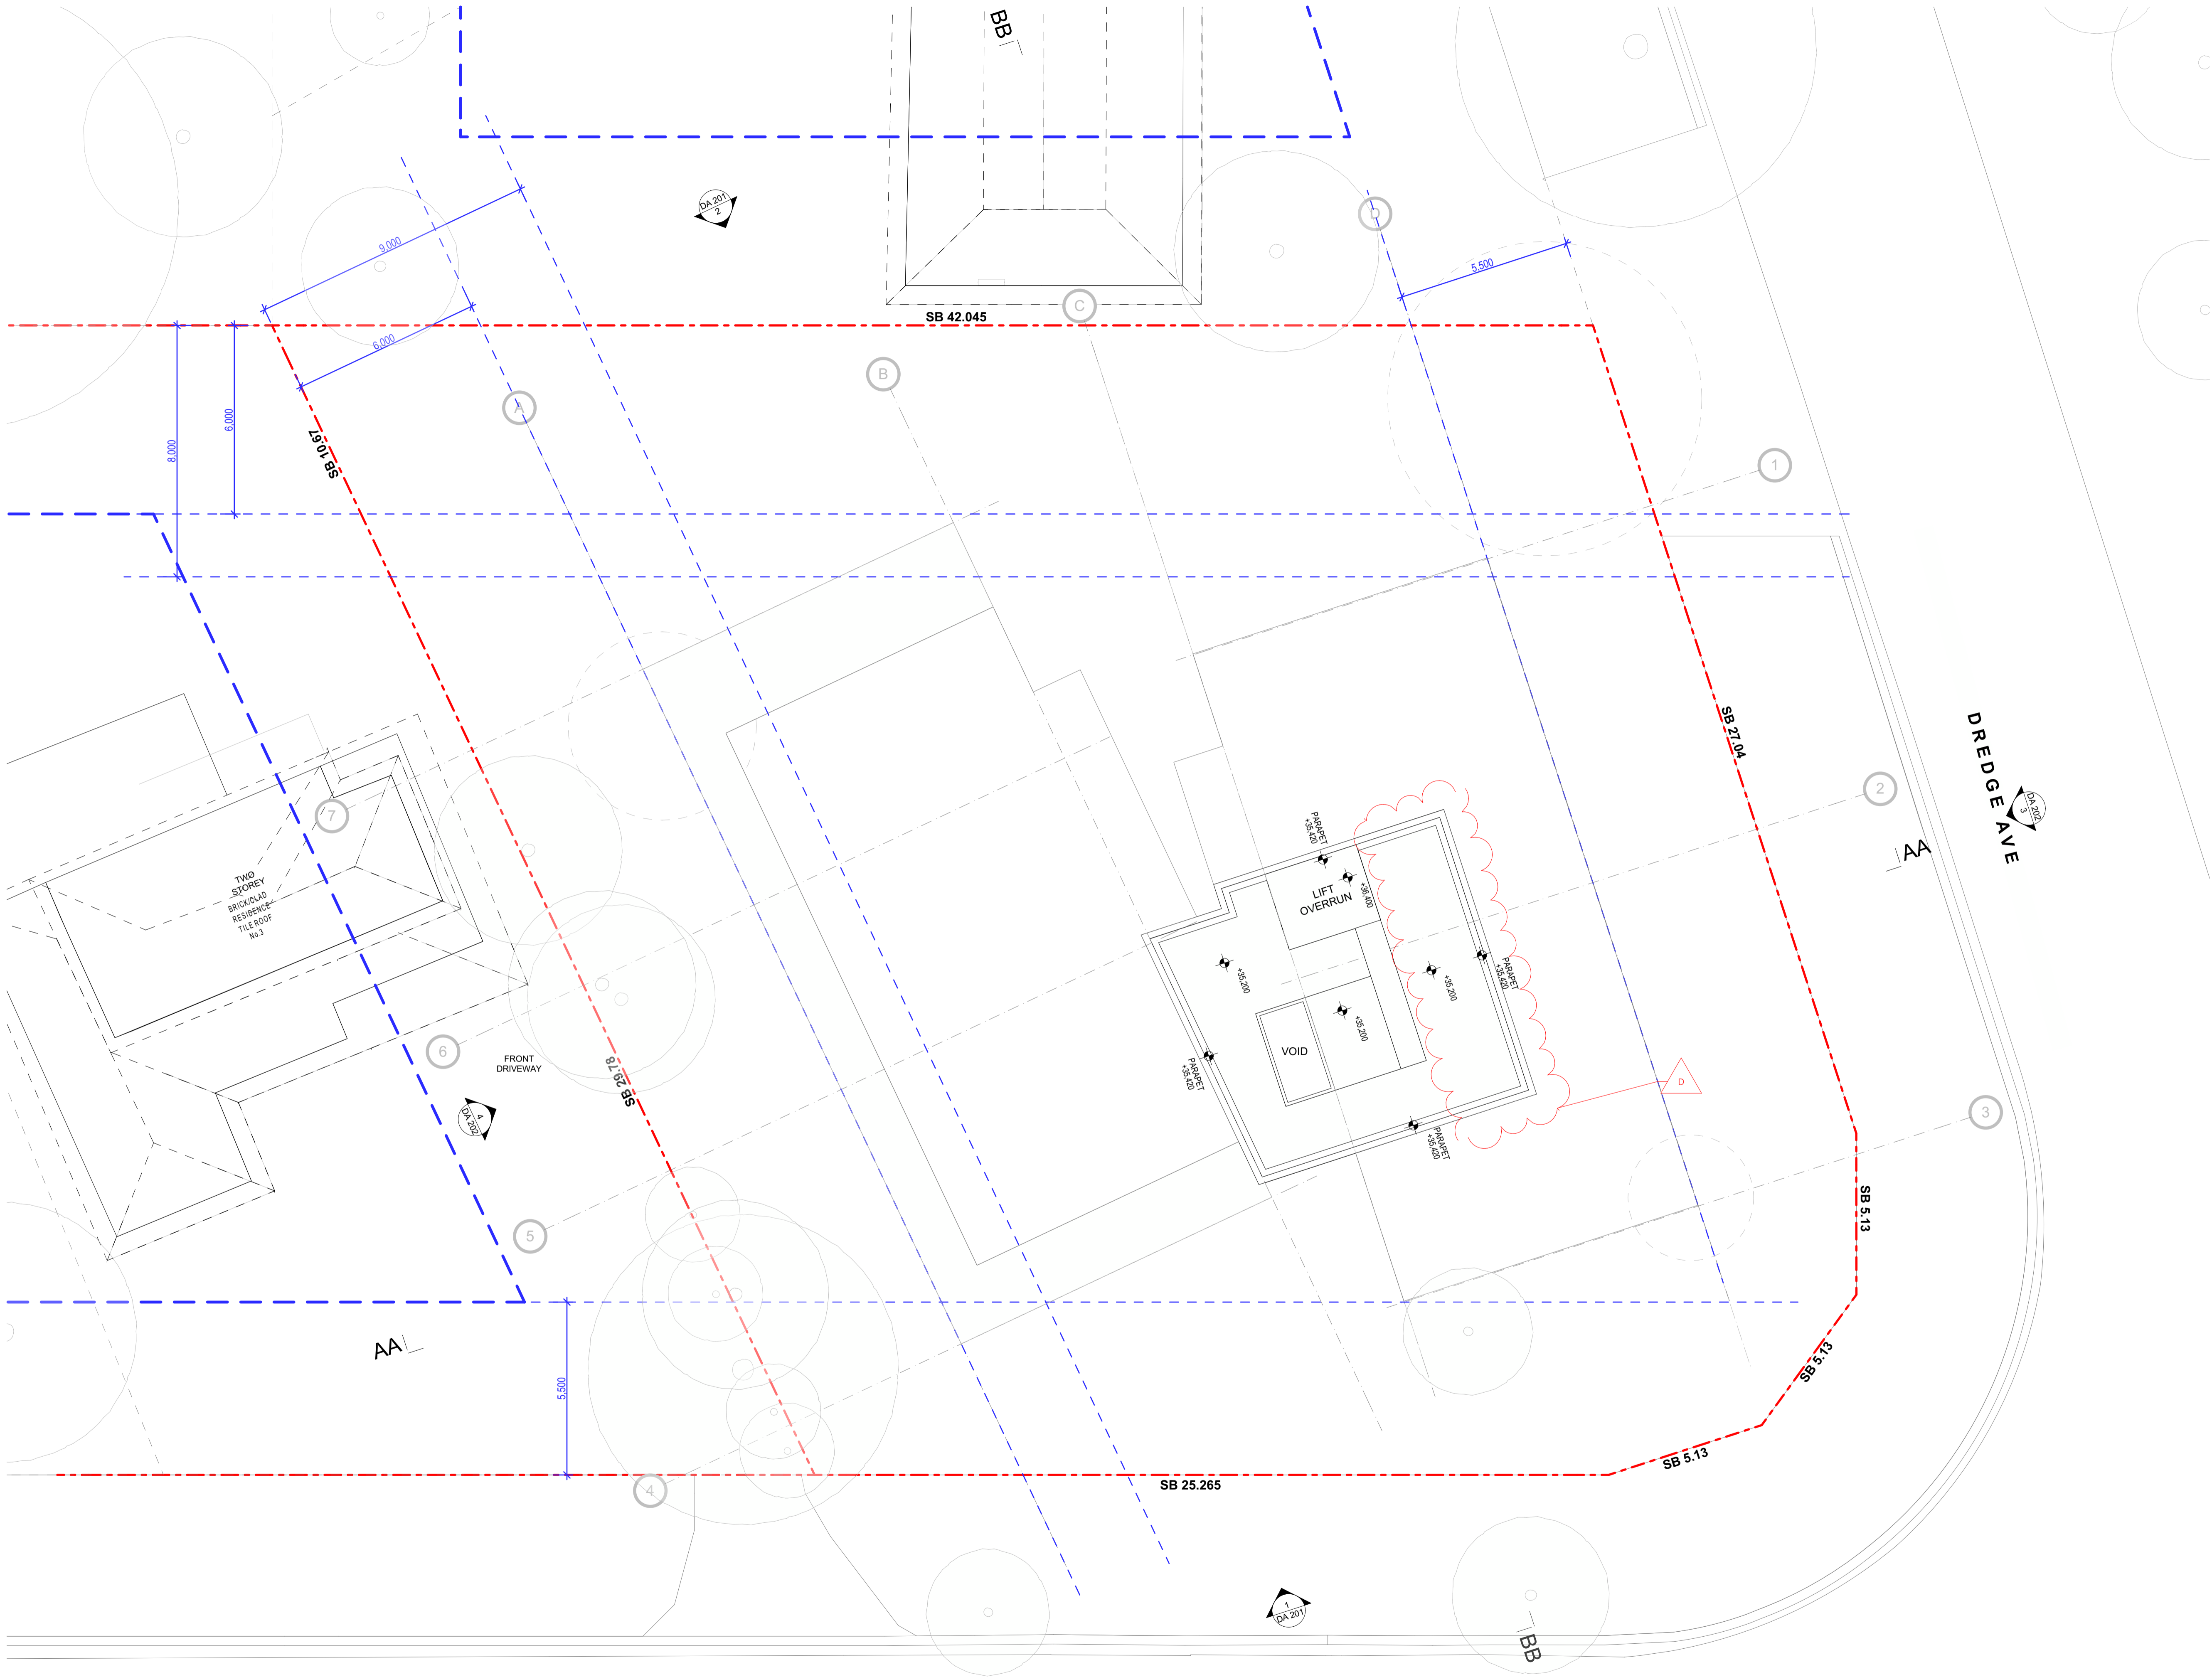 BB
DA 201
2
D
9,000
5,500
C
SB 42.045
6,000
B
A
6,000
8,000
SB 10.67
1
SB 27.04
DREDGE AVE
2
DA 202
3
AA
7
PARAPET
+35,420
TWO
STOREY
BRICK/CLAD
RESIDENCE
TILE ROOF
No.3
LIFT
OVERRUN
+36,400
+35,200
+35,200
PARAPET
+35,420
+35,200
VOID
6
FRONT
DRIVEWAY
SB 29.78
PARAPET
+35,420
D
4
DA 202
3
PARAPET
+35,420
SB 5.13
5
AA
5,500
SB 5.13
SB 5.13
4
SB 25.265
1
DA 201
BB